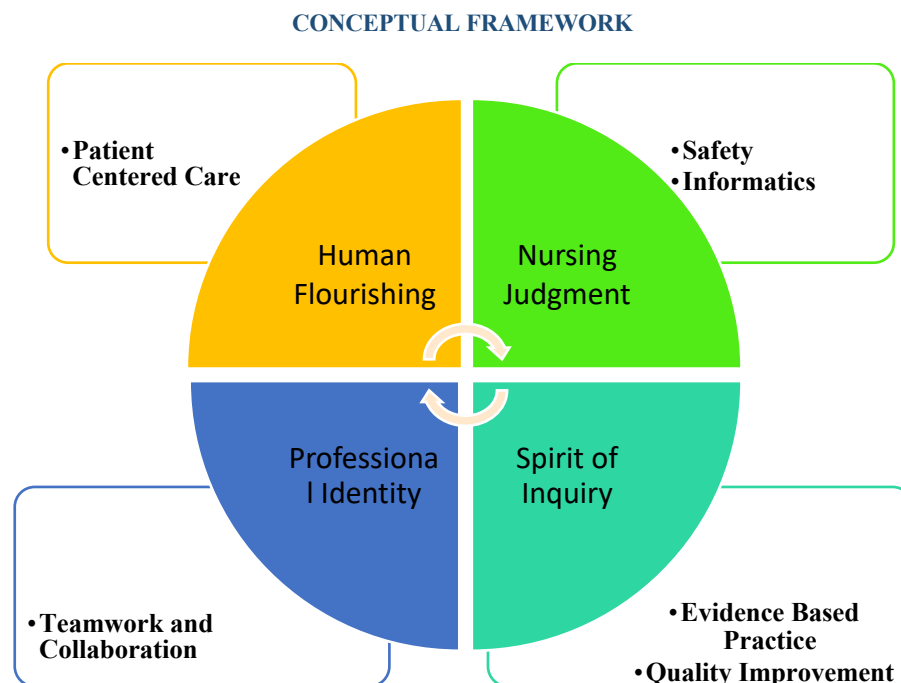 CONCEPTUAL FRAMEWORK
•Patient
Centered Care
•Safety
•Informatics
Human
Flourishing
Nursing
Judgment
Professiona
l Identity
Spirit of
Inquiry
•Teamwork and
Collaboration
•Evidence Based
Practice
•Quality Improvement